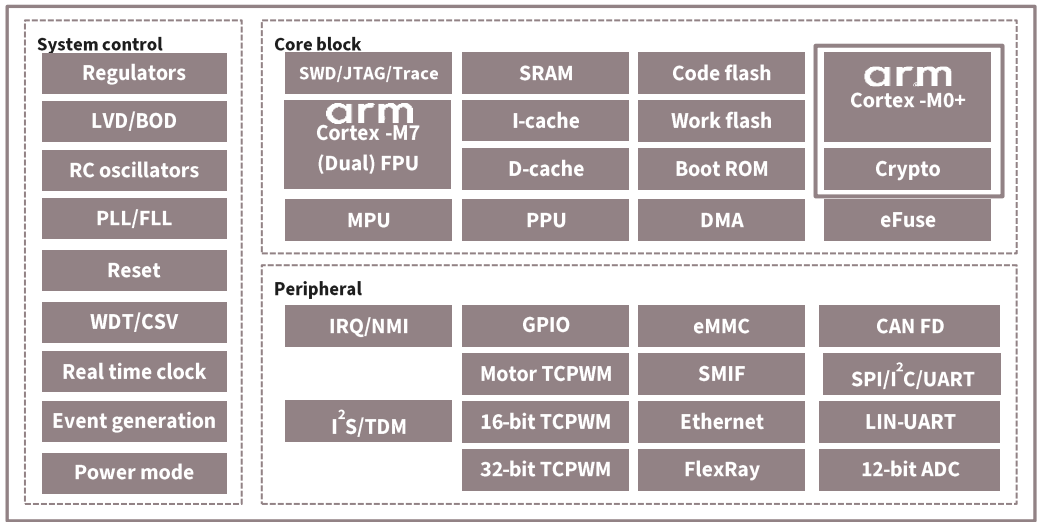 System control
Regulators
LVD/BOD
RC oscillators
PLL/FLL
Reset
WDT/CSV
Real time clock
Event generation
Power mode
Core block
SWD/JTAG/Trace
SRAM
Code flash
arm
Cortex -M0+
arm
Cortex -M7
(Dual) FPU
I-cache
Work flash
D-cache
Boot ROM
Crypto
MPU
PPU
DMA
eFuse
Peripheral
IRQ/NMI
GPIO
eMMC
CAN FD
Motor TCPWM
SMIF
SPI/I²C/UART
I²S/TDM
16-bit TCPWM
Ethernet
LIN-UART
32-bit TCPWM
FlexRay
12-bit ADC